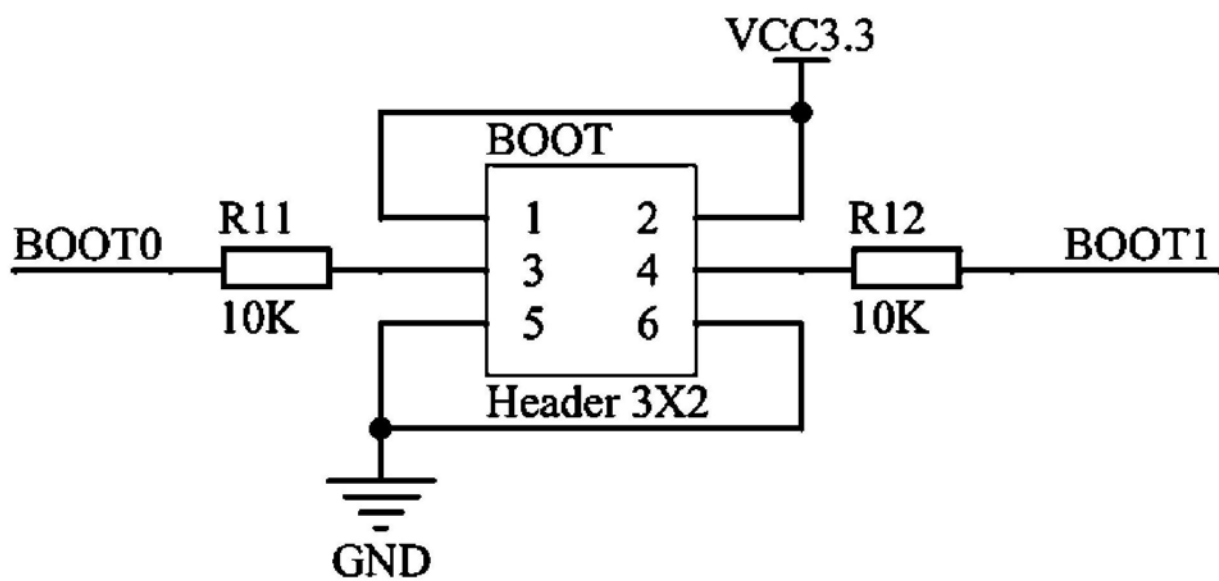 VCC3.3
BOOT
1 2
R11 R12
BOOT0 3 4 BOOT1
10K 5 6 10K
Header 3X2
GND